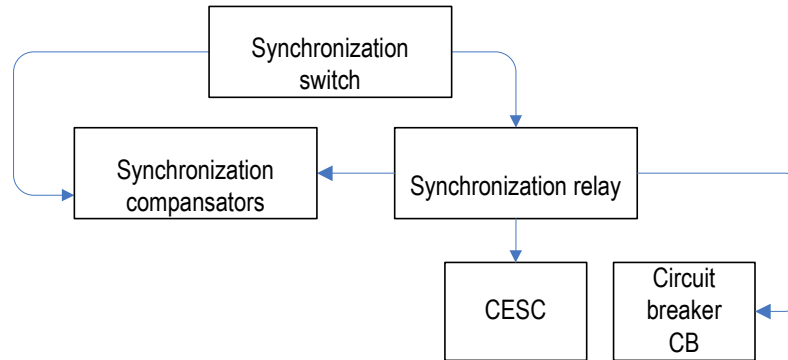 Synchronization
switch
Synchronization
compansators
Synchronization relay
CESC
Circuit
breaker
CB